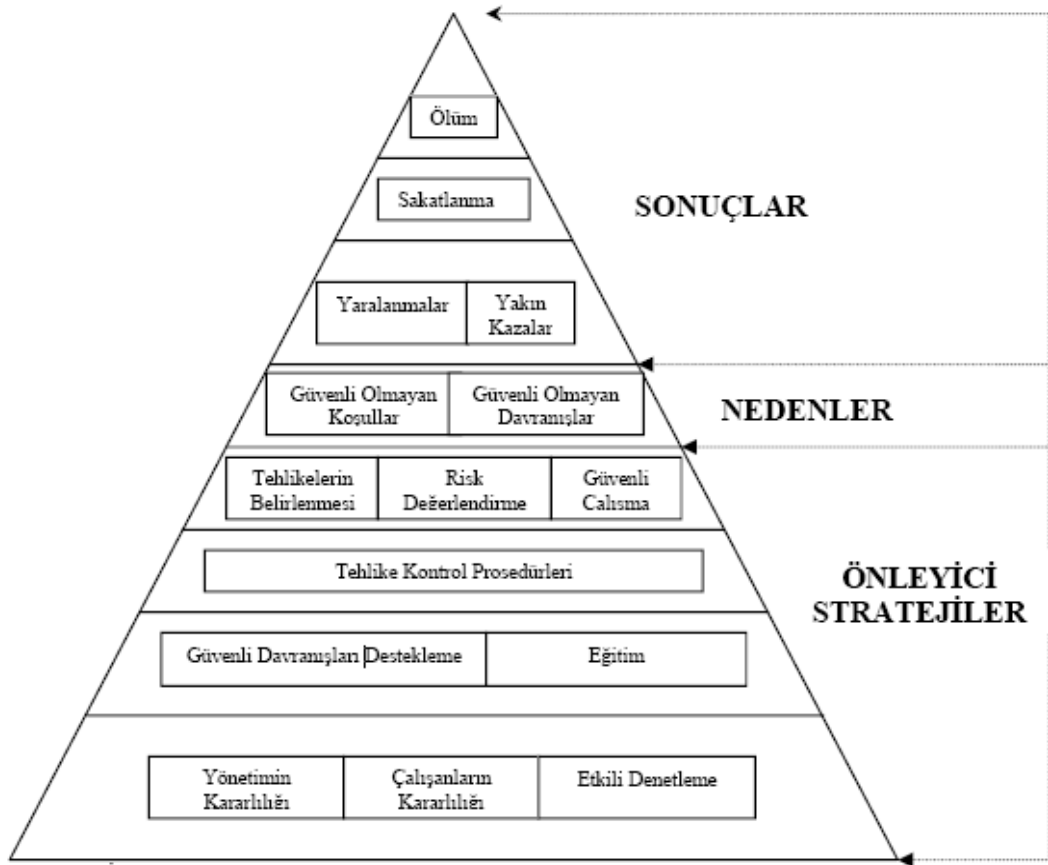 Ölüm
Sakatlanma
SONUÇLAR
Yaralanmalar
Yakın
Kazalar
Güvenli Olmayan
Koşullar
Güvenli Olmayan
Davranışlar
NEDENLER
Tehlikelerin
Belirlenmesi
Risk
Değerlendirme
Güvenli
Calısma
Tehlike Kontrol Prosedürleri
ÖNLEYİCİ
STRATEJİLER
Güvenli Davranışları Destekleme
Eğitim
Yönetimin
Kararlılığı
Çalışanların
Kararlılığı
Etkili Denetleme